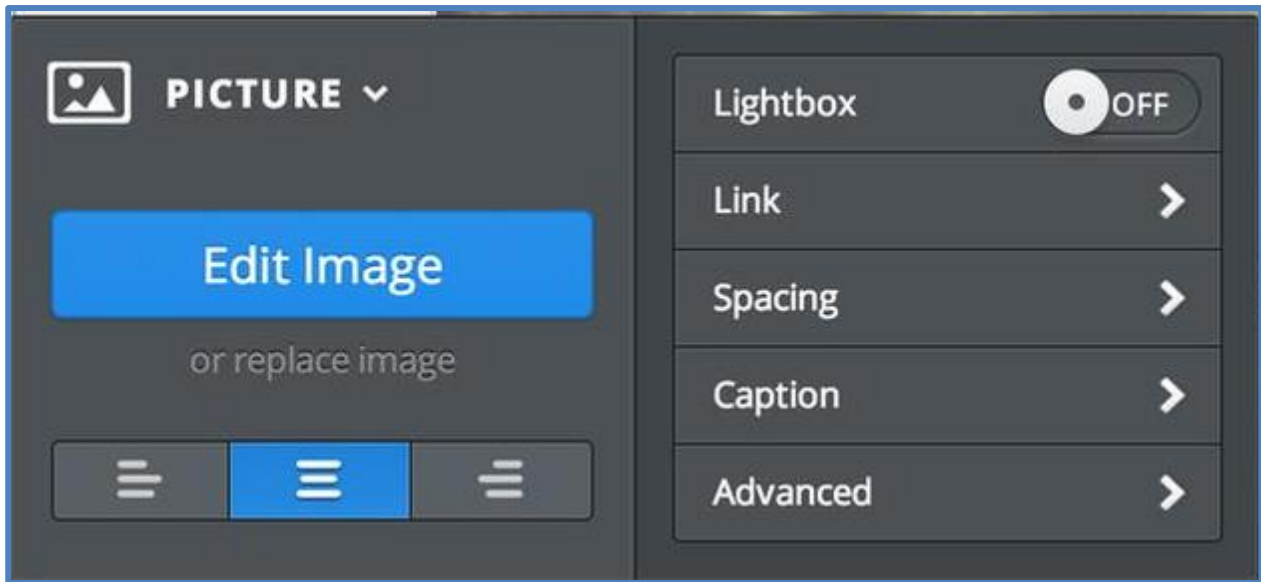 PICTURE
Edit Image
or replace image
Lightbox OFF
Link
Spacing
Caption
Advanced